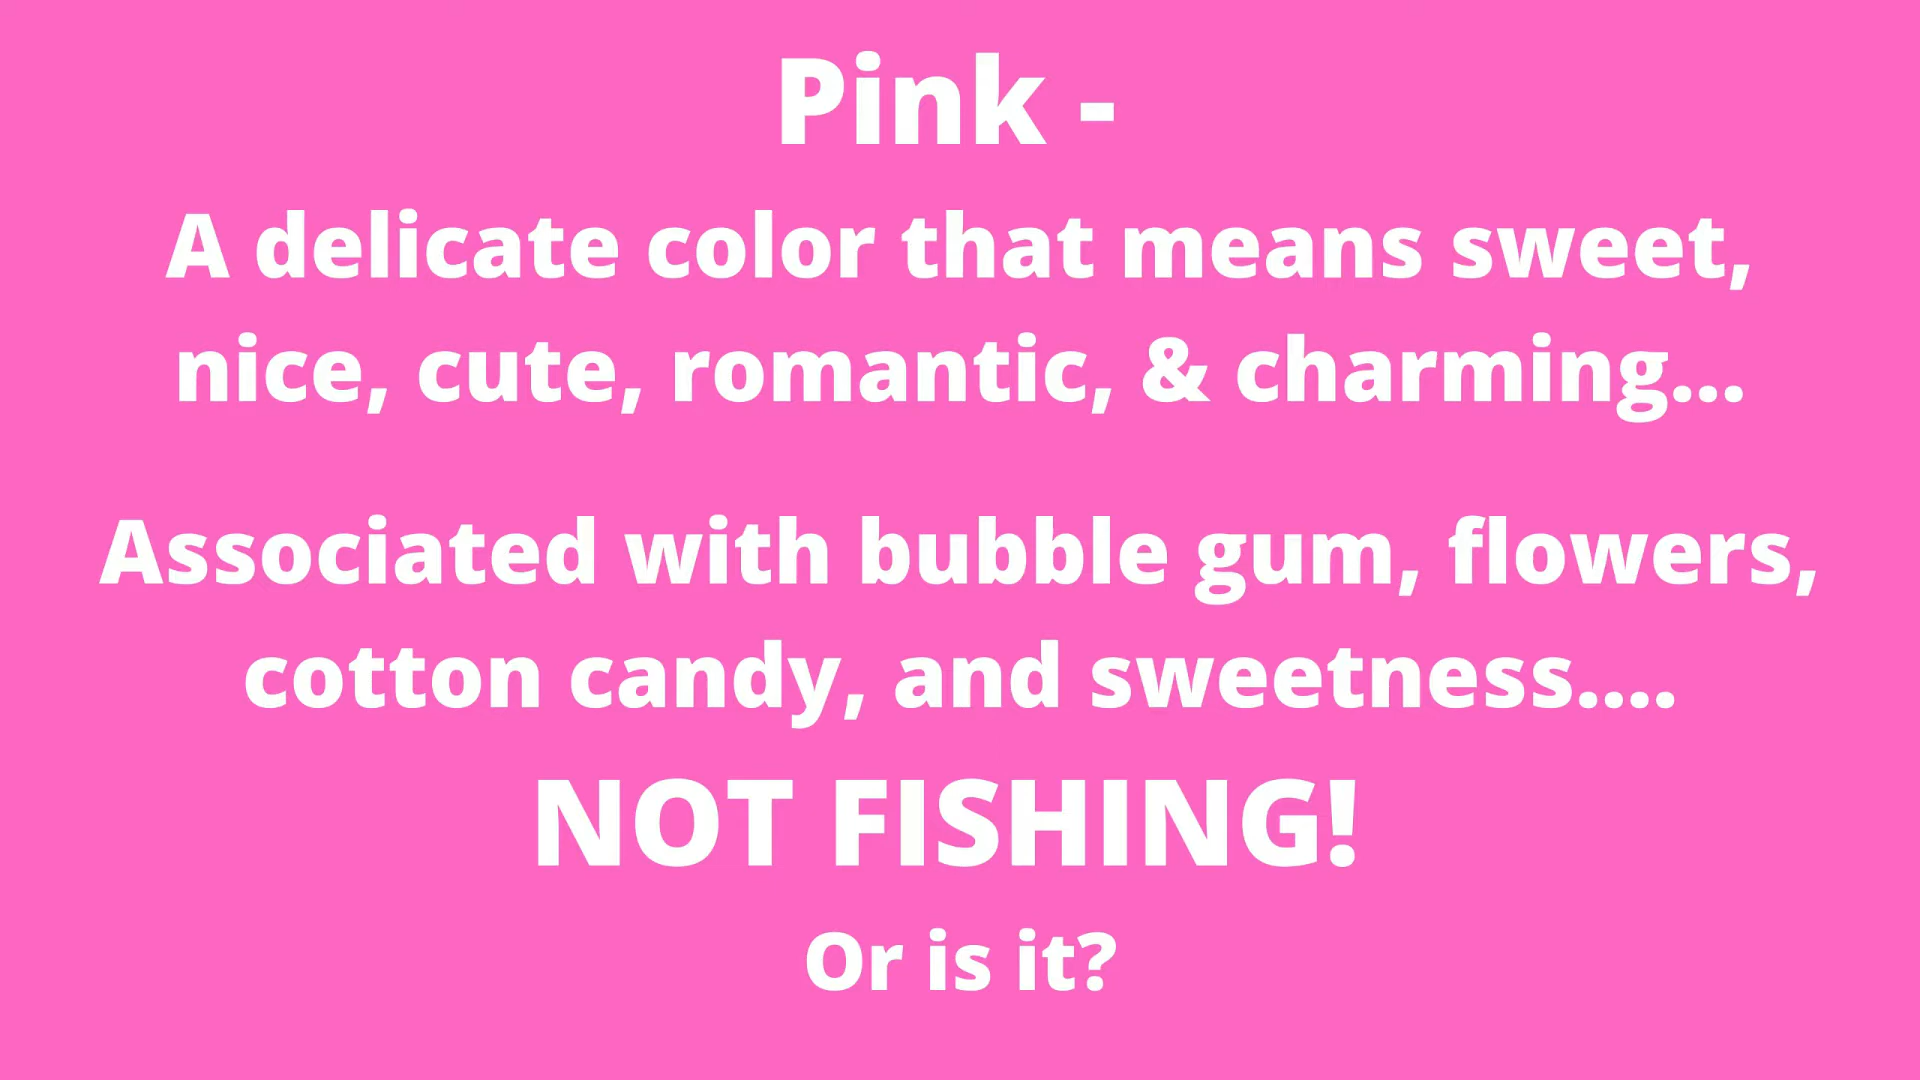 Pink -
A delicate color that means sweet,
nice, cute, romantic, & charming...
Associated with bubble gum, flowers,
cotton candy, and sweetness....
NOT FISHING!
Or is it?